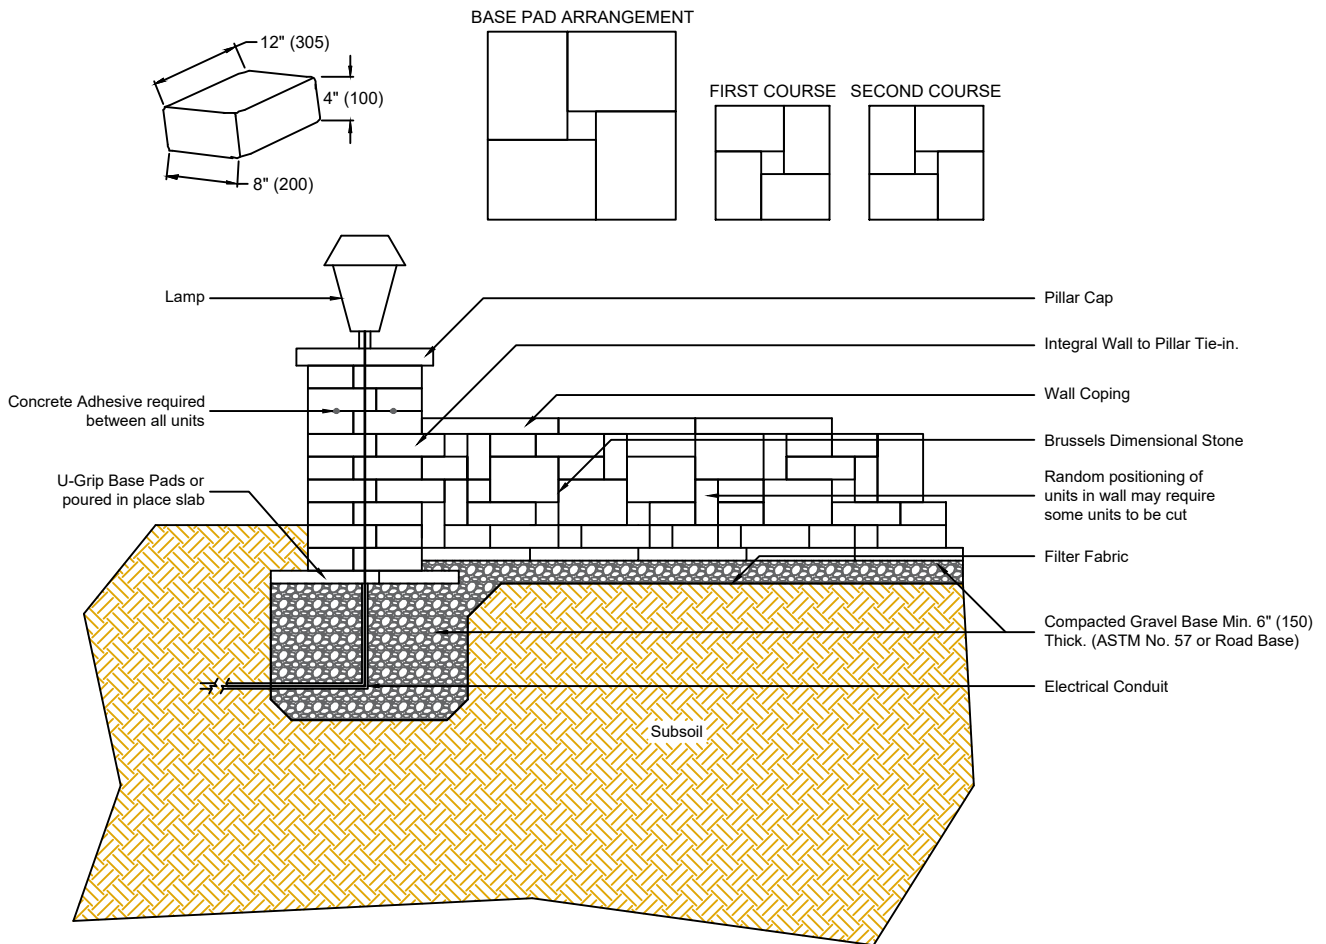 BASE PAD ARRANGEMENT
12" (305)
4" (100)
8" (200)
FIRST COURSE
SECOND COURSE
Lamp
Pillar Cap
Integral Wall to Pillar Tie-in.
Concrete Adhesive required
between all units
Wall Coping
Brussels Dimensional Stone
U-Grip Base Pads or
poured in place slab
Random positioning of
units in wall may require
some units to be cut
Filter Fabric
Compacted Gravel Base Min. 6" (150)
Thick. (ASTM No. 57 or Road Base)
Electrical Conduit
Subsoil